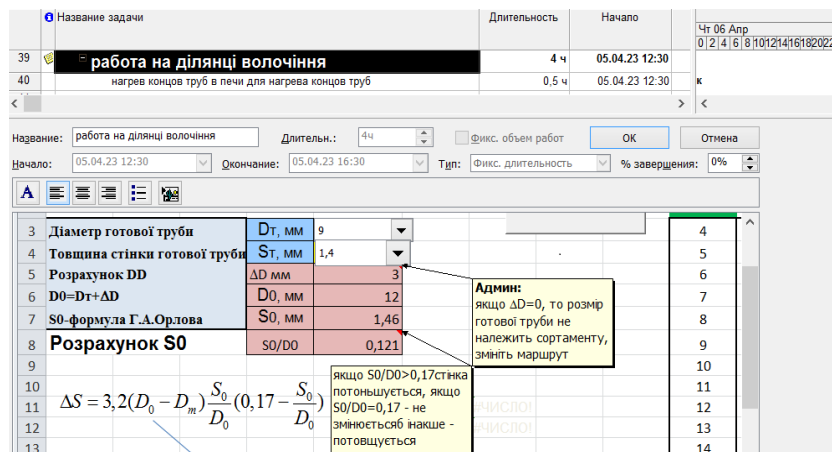 Название задачи Длительность Начало
Чт 06 Апр
0 2 4 6 8 10 12 14 16 18 20 22
39 работа на ділянці волочіння 4 ч 05.04.23 12:30
40 нагрев концов труб в печи для нагрева концов труб 0,5 ч 05.04.23 12:30 к
Название: работа на ділянці волочіння Длительн.: 4ч Фикс. объем работ ОК Отмена
Начало: 05.04.23 12:30 Окончание: 05.04.23 16:30 Тип: Фикс. длительность % завершения: 0%
A
3 Діаметр готової труби Dт, мм 9 4
4 Товщина стінки готової труби Sт, мм 1,4 5
5 Розрахунок DD ΔD мм 3 6
6 D0=Dт+ΔD D0, мм 12 7
7 S0-формула Г.А.Орлова S0, мм 1,46 8
8 Розрахунок S0 S0/D0 0,121 9
Админ:
якщо ΔD=0, то розмір
готової труби не
належить сортаменту,
змініть маршрут
9 10
10 11
11 #ЧИСЛО! 12
12 #ЧИСЛО! 13
13 14
ΔS = 3,2(D₀ − Dₘ) S₀/D₀ (0,17 − S₀/D₀)
якщо S0/D0>0,17стінка
потоньшується, якщо
S0/D0=0,17 - не
змінюєтьсяб інакше -
потовщується